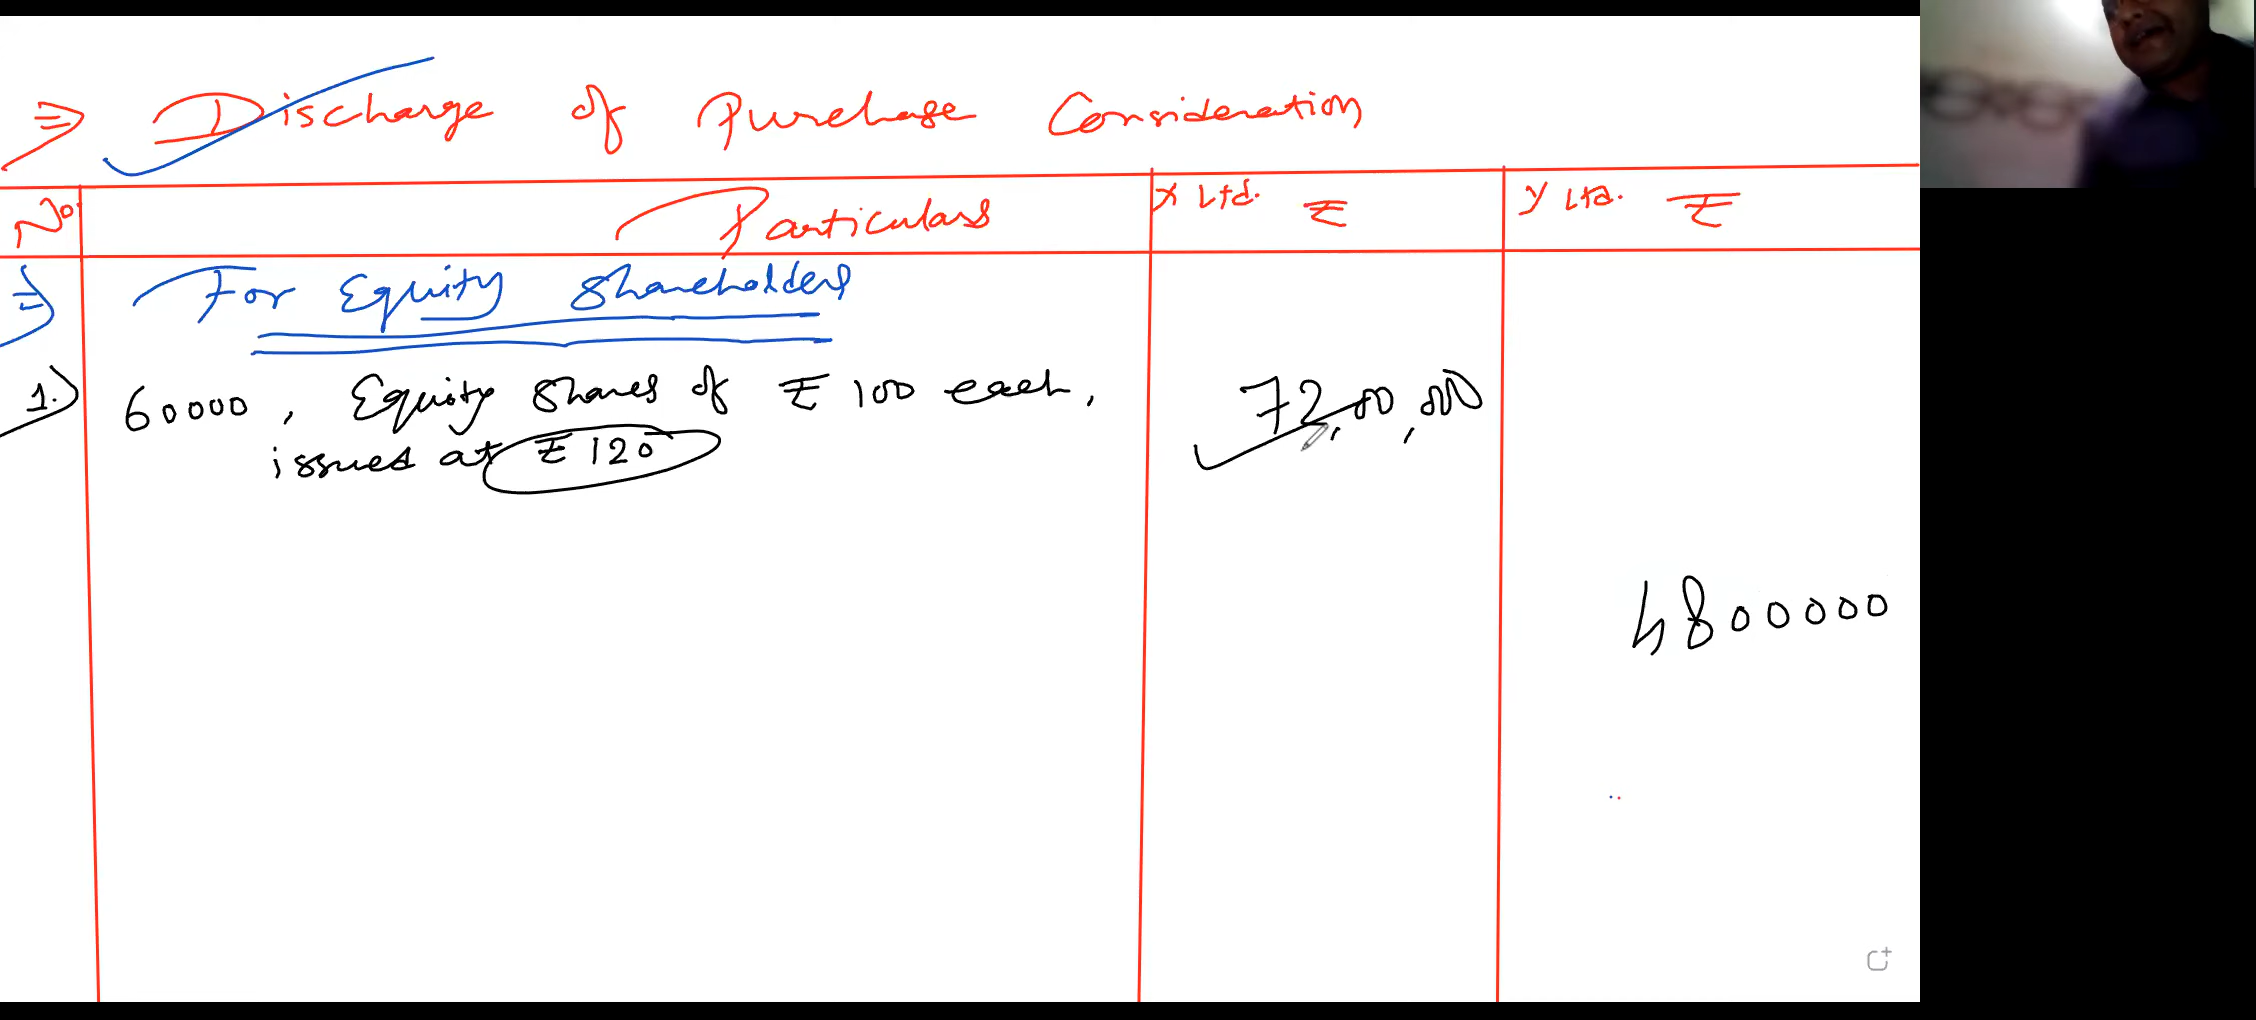 ⇒ Discharge of Purchase Consideration
No. Particulars X Ltd. ₹ Y Ltd. ₹
⇒ For Equity Shareholders
1.) 60000, Equity Shares of ₹ 100 each, 72,00,000
issued at ₹ 120
4800000